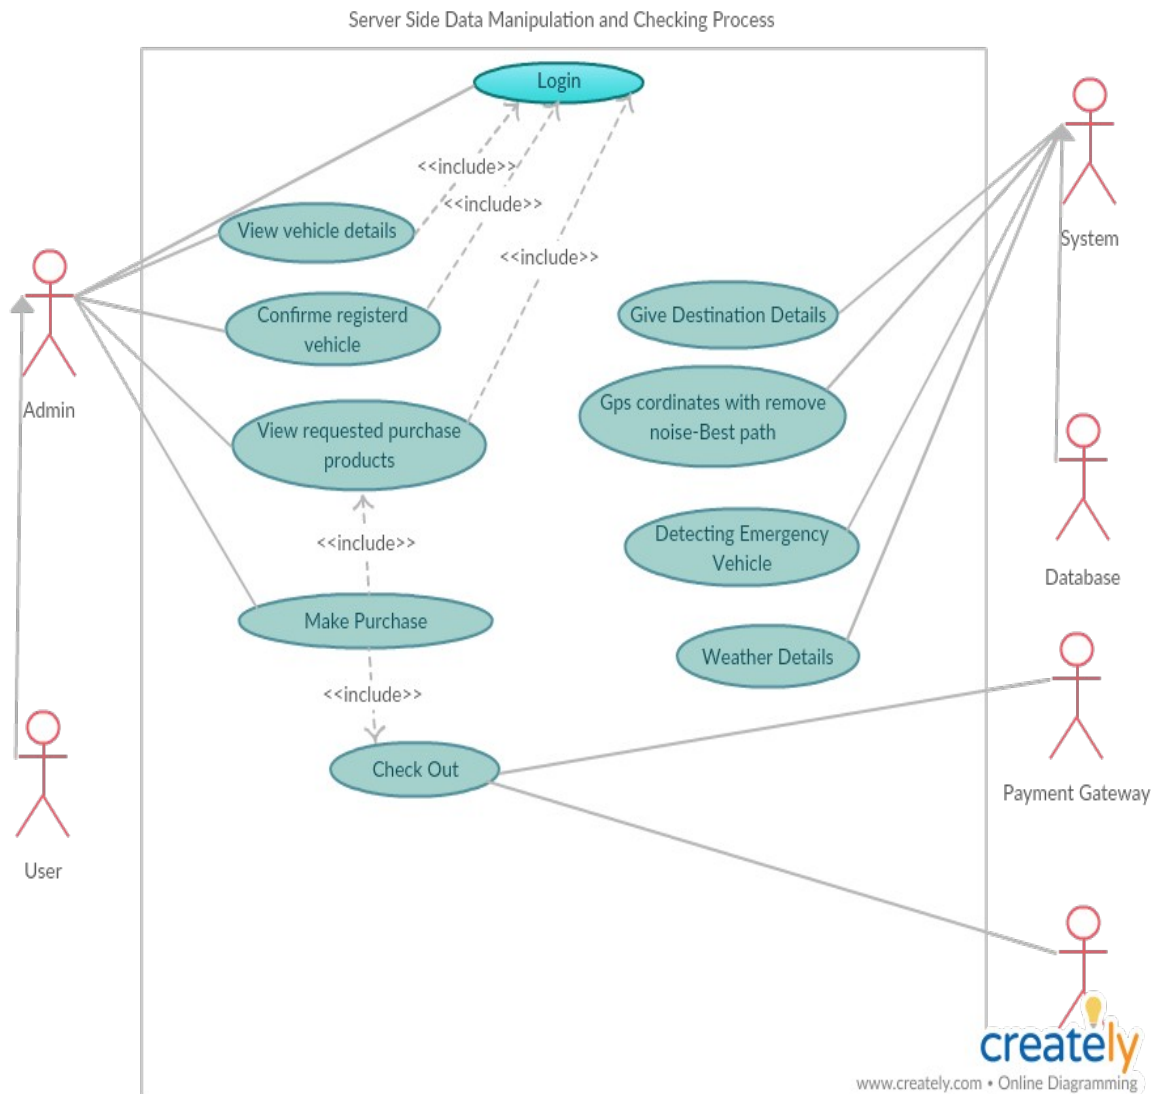 Server Side Data Manipulation and Checking Process
Login
<<include>>
<<include>>
View vehicle details
System
<<include>>
Confirme registerd
vehicle
Give Destination Details
Admin
Gps cordinates with remove
noise-Best path
View requested purchase
products
<<include>>
Detecting Emergency
Vehicle
Database
Make Purchase
Weather Details
<<include>>
Check Out
Payment Gateway
User
creately
www.creately.com • Online Diagramming